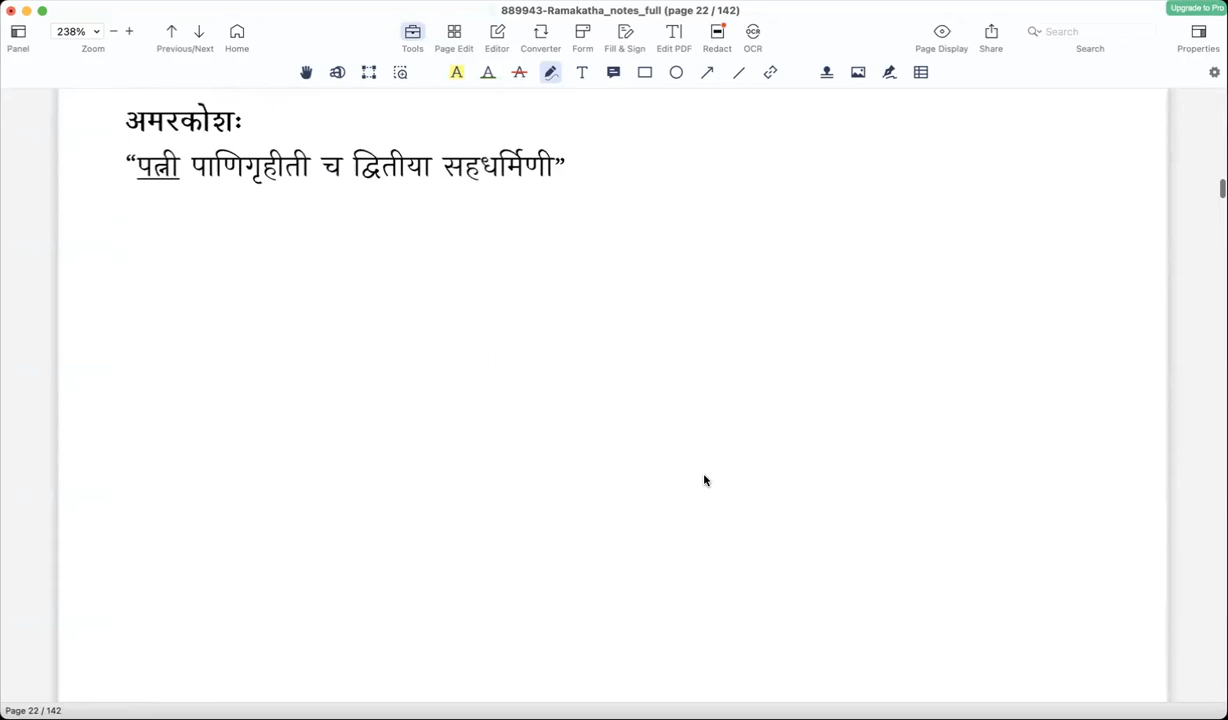 889943-Ramakatha_notes_full (page 22 / 142)
Upgrade to Pro
238%
Panel
Zoom
Previous/Next
Home
Tools
Page Edit
Editor
Converter
Form
Fill & Sign
Edit PDF
Redact
OCR
OCR
Page Display
Share
Search
Search
Properties
अमरकोशः
“पत्नी पाणिगृहीती च द्वितीया सहधर्मिणी”
Page 22 / 142